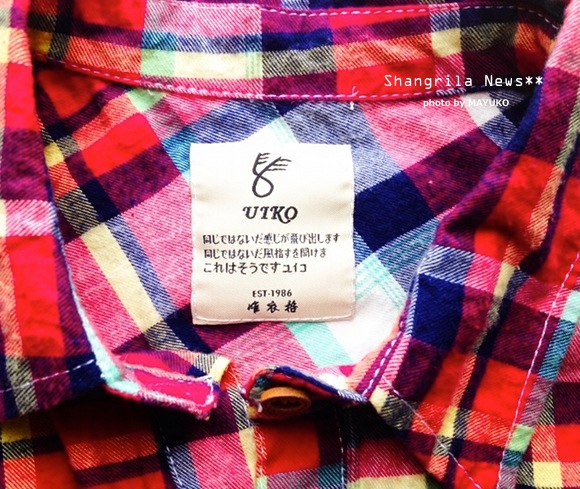 Shangrila News**
photo by MAYUKO
UIKO
同じではないだ感じが飛び出します
同じではないだ風格すを開けま
これはそうですユイコ
EST-1986
唯衣格